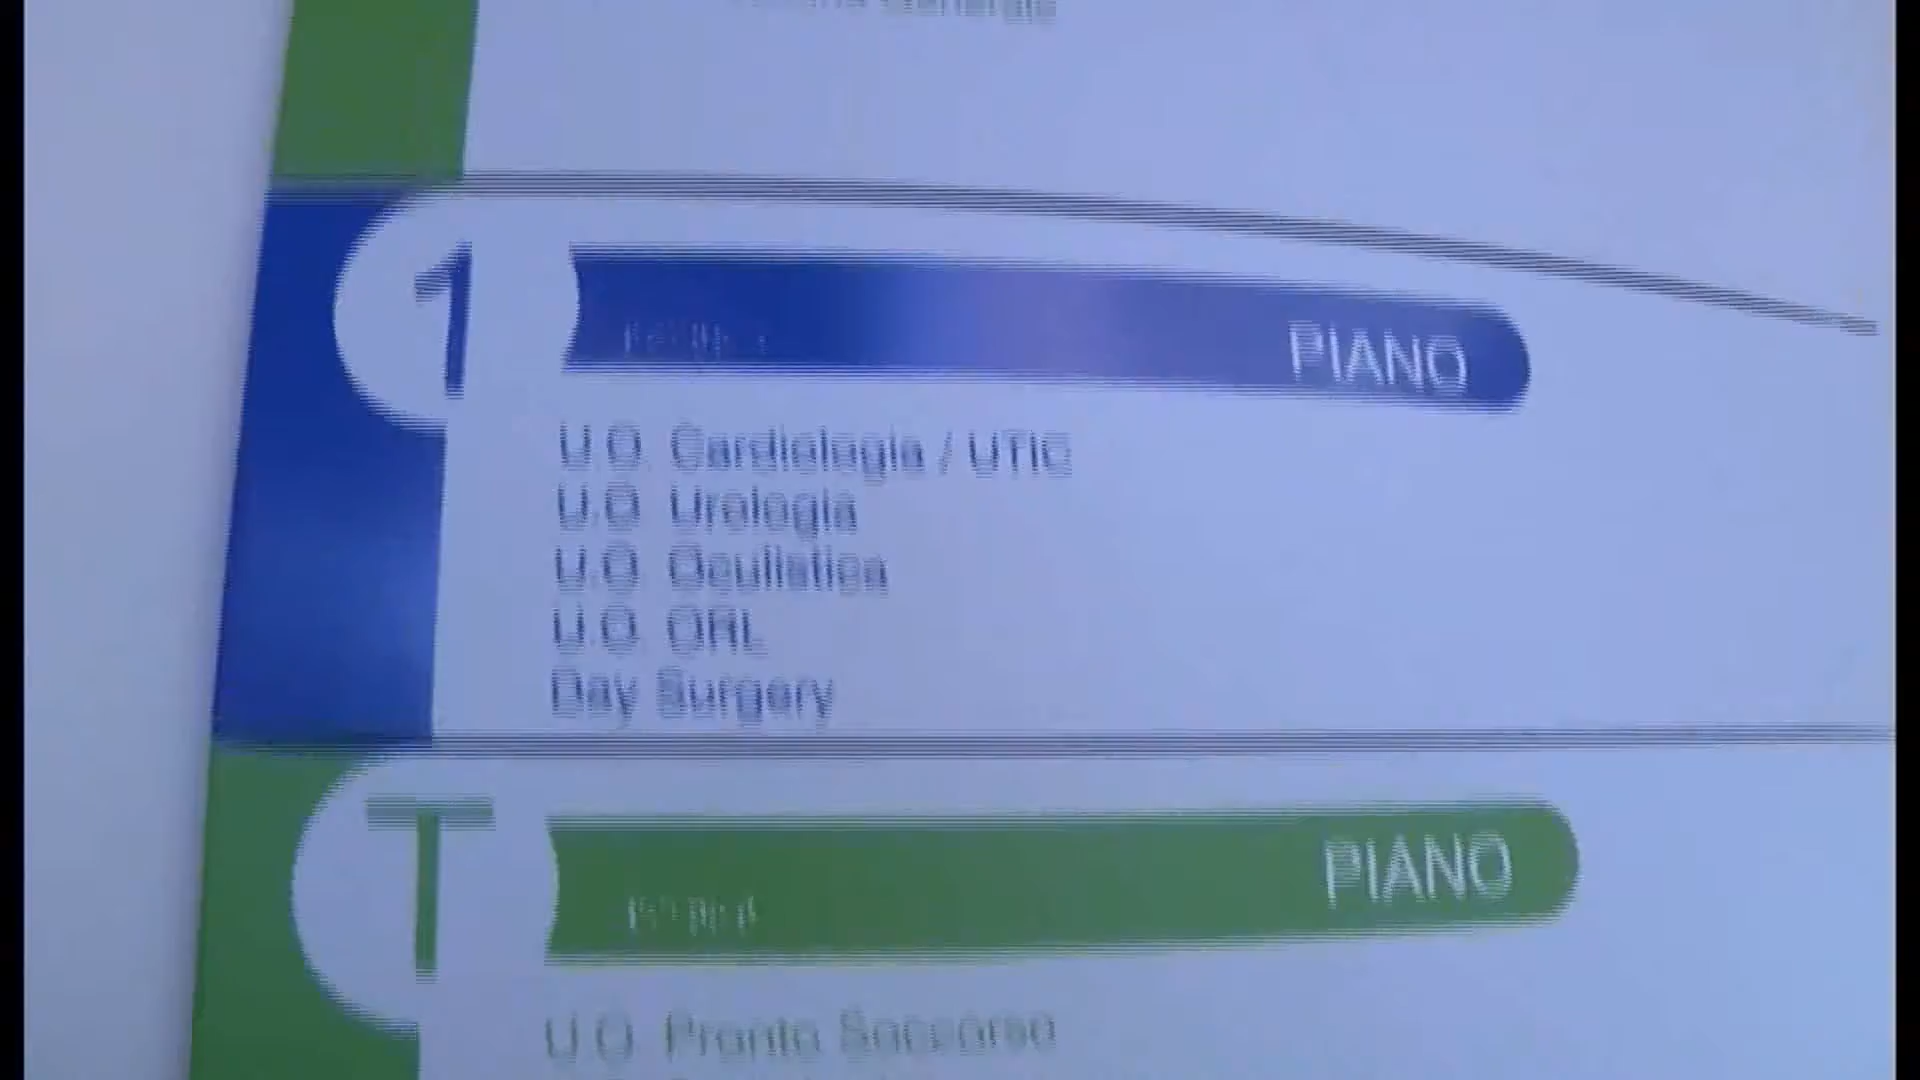 1 PIANO
U.O. Cardiologia / UTIC
U.O. Urologia
U.O. Oculistica
U.O. ORL
Day Surgery
T PIANO
U.O. Pronto Soccorso